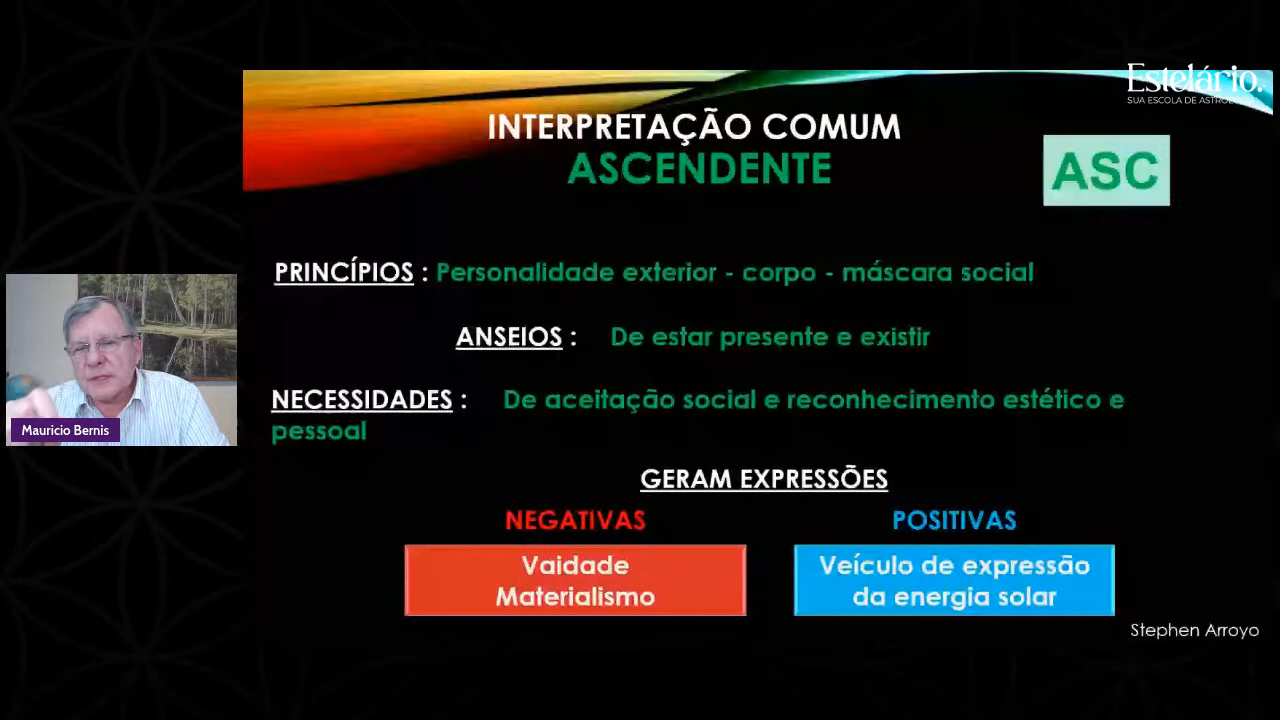 Estelário.
SUA ESCOLA DE ASTROLOGIA
INTERPRETAÇÃO COMUM
ASCENDENTE
ASC
PRINCÍPIOS : Personalidade exterior - corpo - máscara social
ANSEIOS : De estar presente e existir
NECESSIDADES : De aceitação social e reconhecimento estético e
pessoal
Mauricio Bernis
GERAM EXPRESSÕES
NEGATIVAS
POSITIVAS
Vaidade
Materialismo
Veículo de expressão
da energia solar
Stephen Arroyo